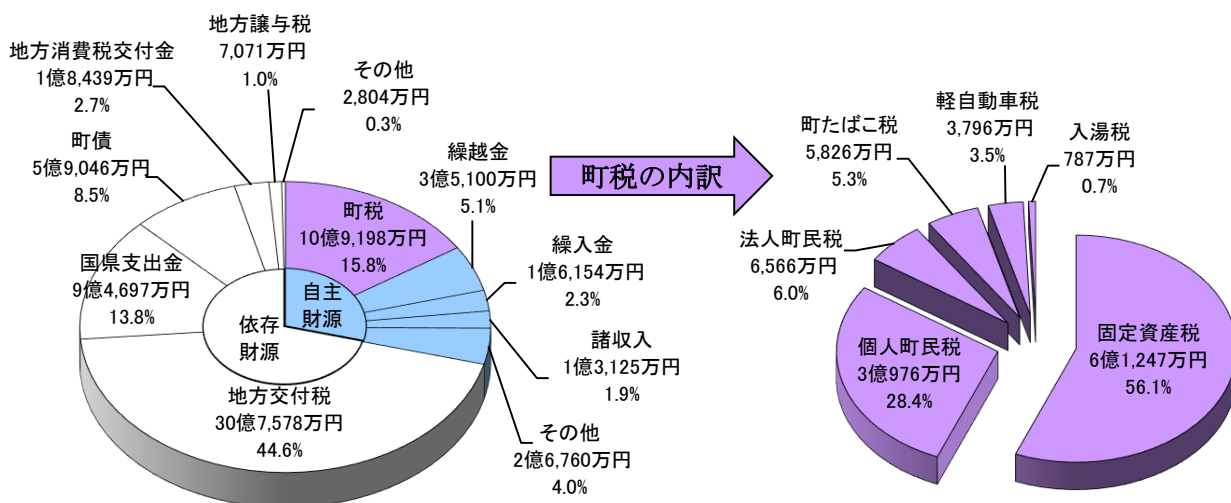 地方譲与税
7,071万円
1.0%
地方消費税交付金
1億8,439万円
2.7%
その他
2,804万円
0.3%
町債
5億9,046万円
8.5%
繰越金
3億5,100万円
5.1%
町税
10億9,198万円
15.8%
繰入金
1億6,154万円
2.3%
国県支出金
9億4,697万円
13.8%
自主
財源
依存
財源
諸収入
1億3,125万円
1.9%
地方交付税
30億7,578万円
44.6%
その他
2億6,760万円
4.0%
町税の内訳
軽自動車税
3,796万円
3.5%
町たばこ税
5,826万円
5.3%
入湯税
787万円
0.7%
法人町民税
6,566万円
6.0%
固定資産税
6億1,247万円
56.1%
個人町民税
3億976万円
28.4%